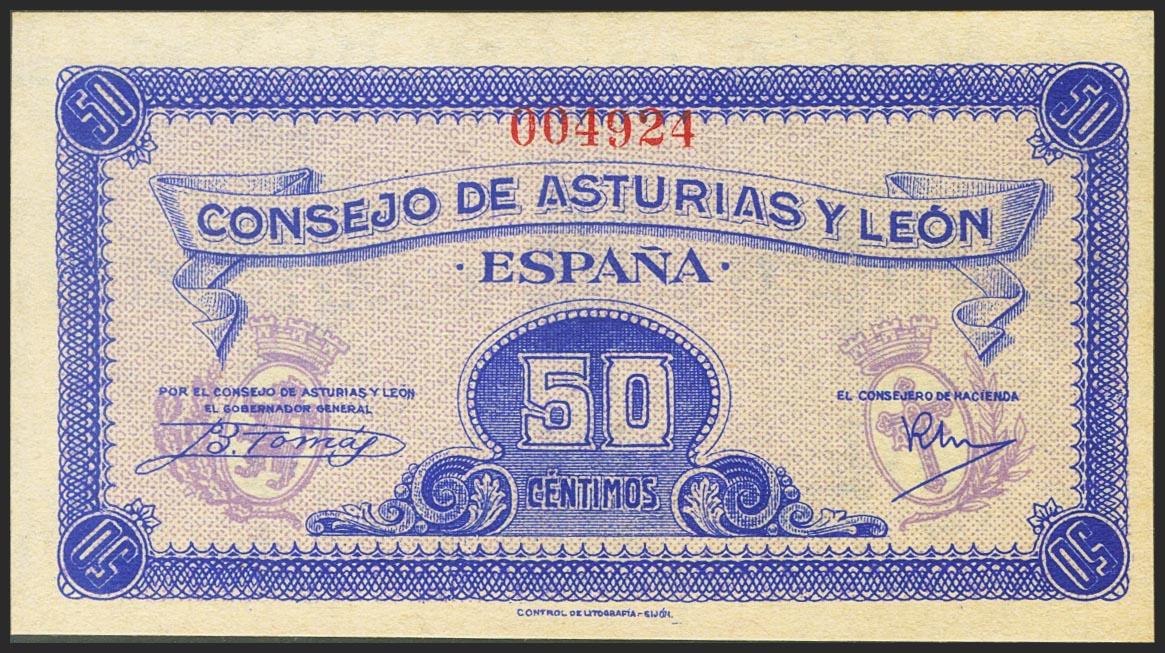 50 50
004924
CONSEJO DE ASTURIAS Y LEÓN
· ESPAÑA ·
50
CÉNTIMOS
POR EL CONSEJO DE ASTURIAS Y LEÓN
EL GOBERNADOR GENERAL
B. Tomás
EL CONSEJERO DE HACIENDA
50 50
CONTROL DE LITOGRAFÍA - GIJÓN.